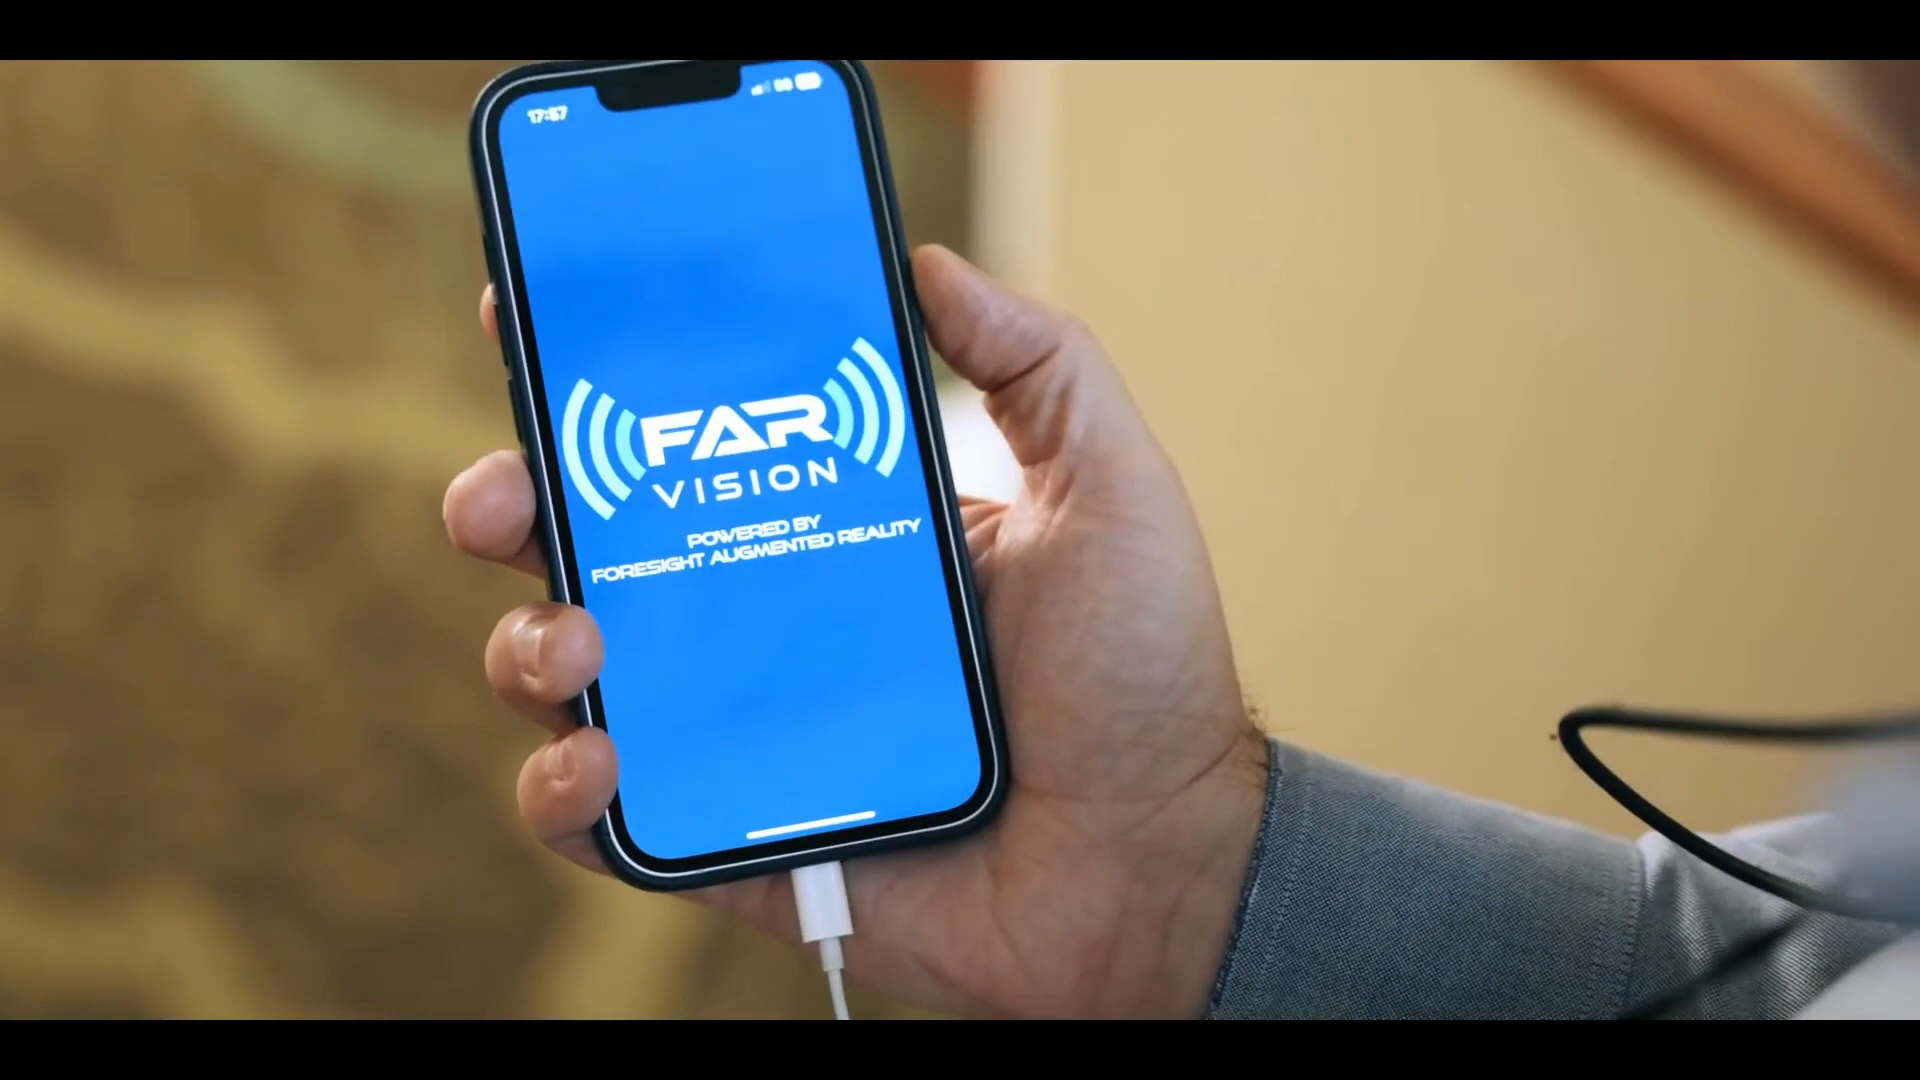 17:57
FAR
VISION
POWERED BY
FORESIGHT AUGMENTED REALITY